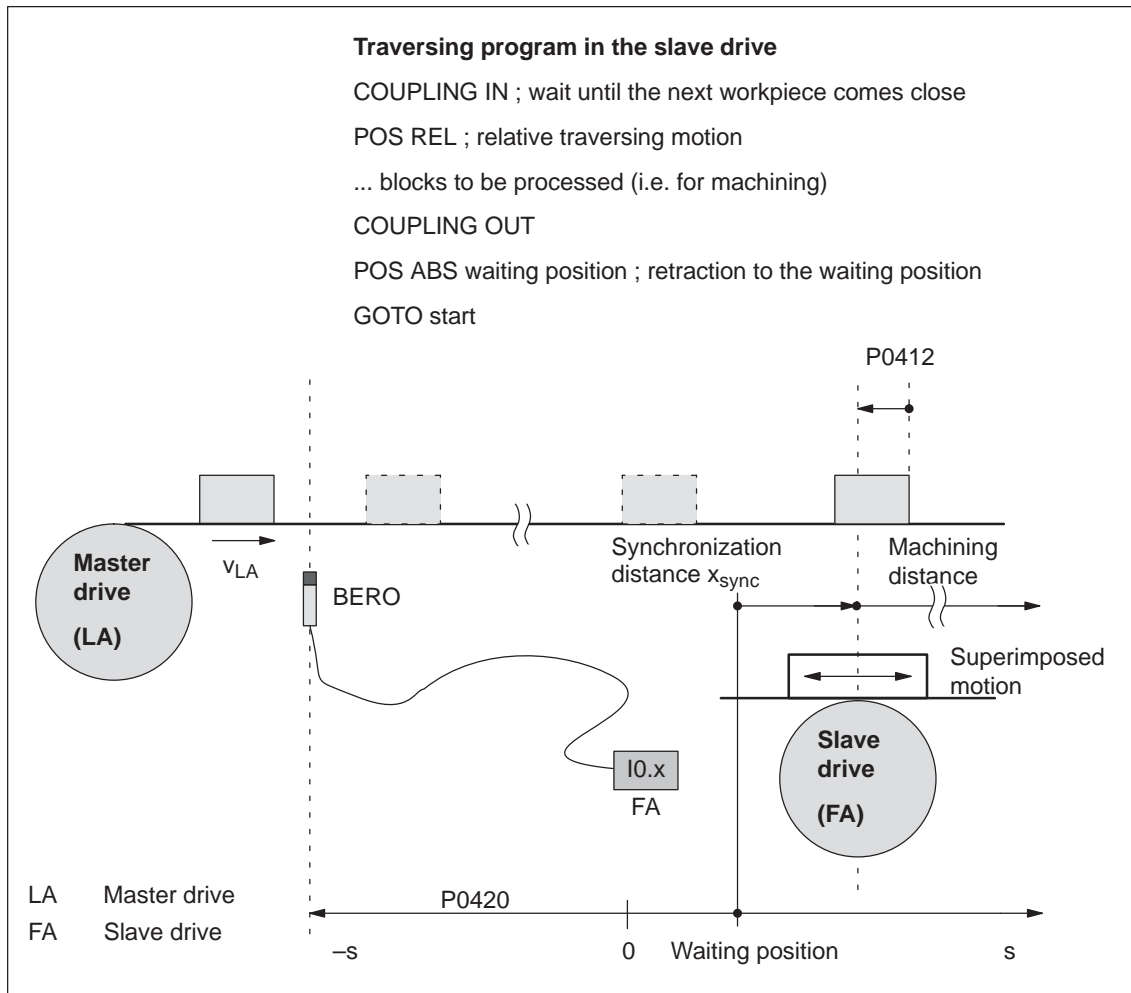 Traversing program in the slave drive
COUPLING IN ; wait until the next workpiece comes close
POS REL ; relative traversing motion
... blocks to be processed (i.e. for machining)
COUPLING OUT
POS ABS waiting position ; retraction to the waiting position
GOTO start
P0412
Master
drive
(LA)
vLA
BERO
Synchronization
distance xsync
Machining
distance
Superimposed
motion
I0.x
FA
Slave
drive
(FA)
LA Master drive
FA Slave drive
P0420
–s
0
Waiting position
s